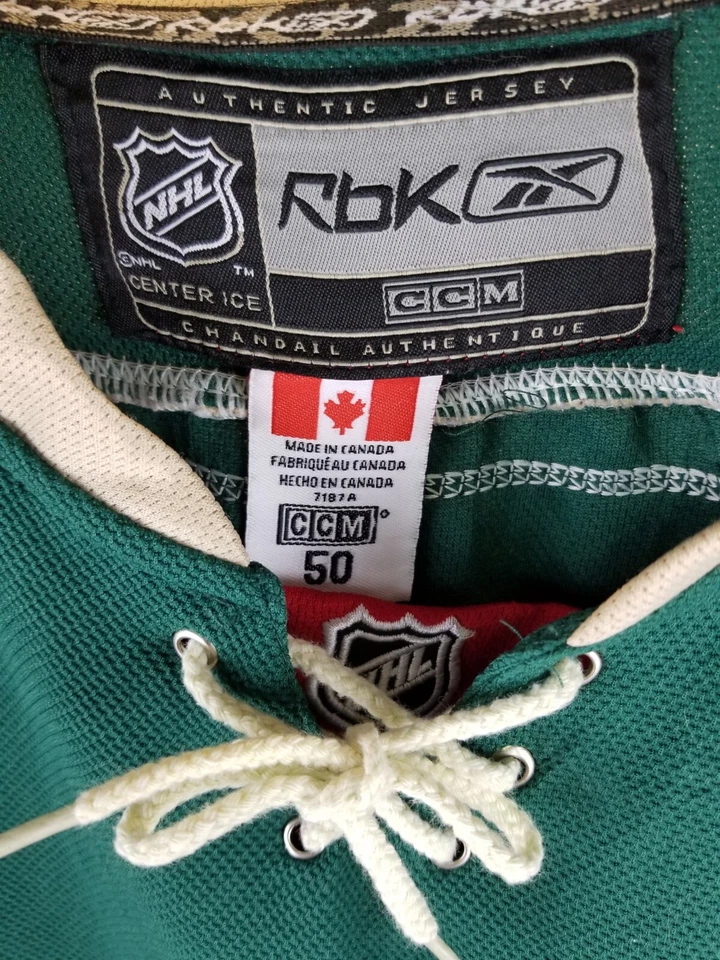 RbK
AUTHENTIC JERSEY
NHL
RbK
©NHL
TM
CENTER ICE
CCM
CHANDAIL AUTHENTIQUE
MADE IN CANADA
FABRIQUÉ AU CANADA
HECHO EN CANADA
7187A
CCM
50
NHL